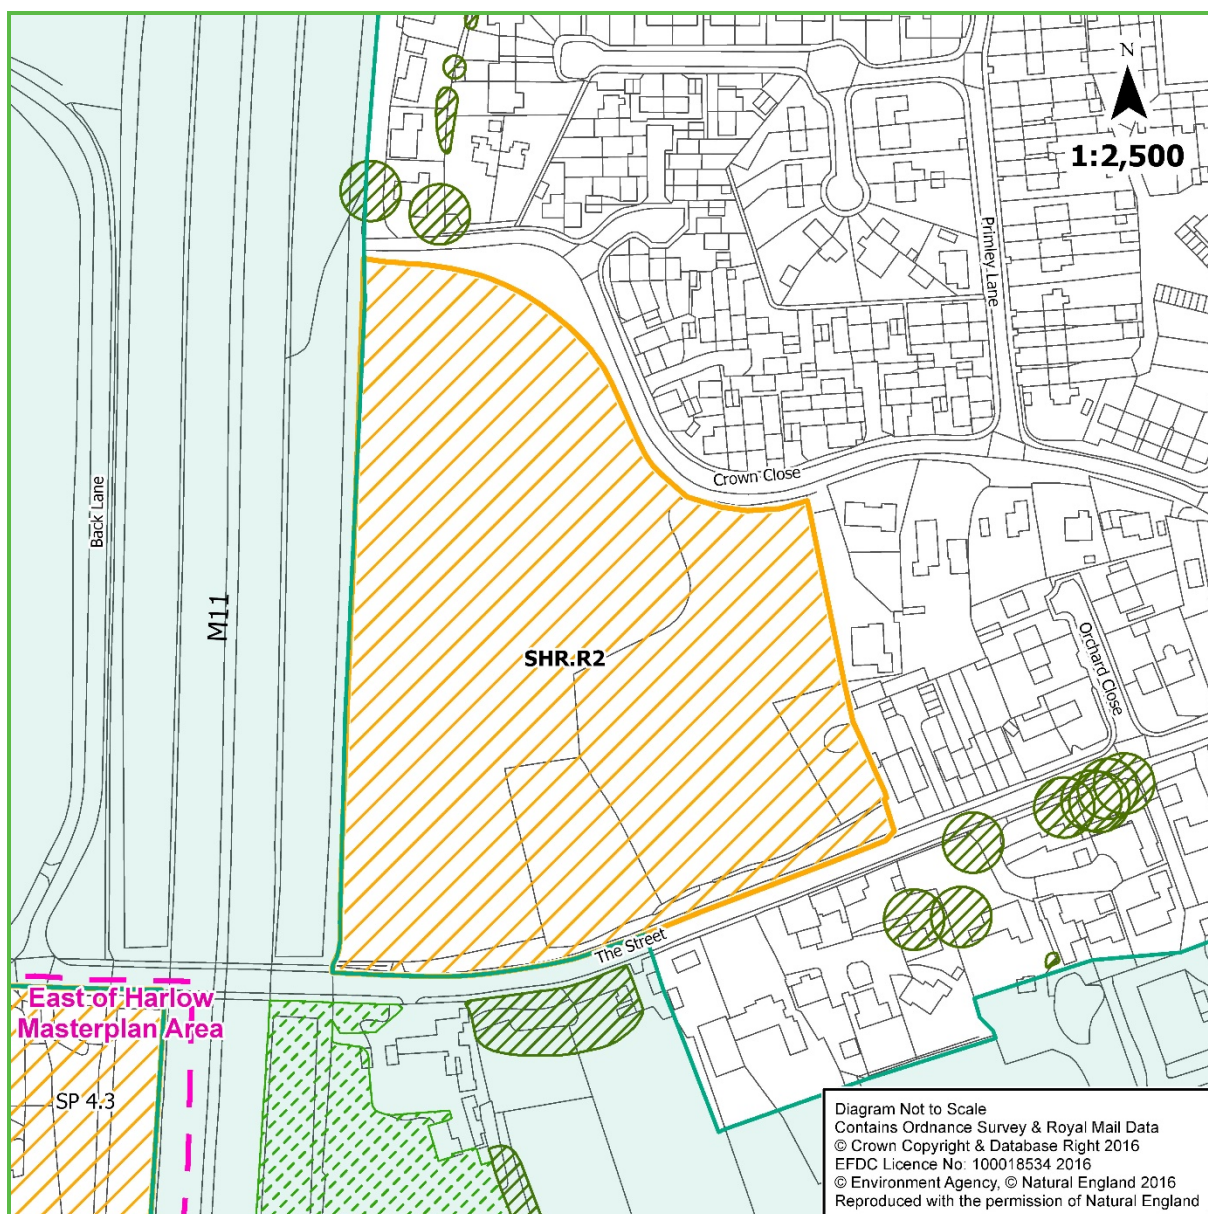 N
1:2,500
Primley Lane
Crown Close
Back Lane
M11
SHR.R2
Orchard Close
The Street
East of Harlow
Masterplan Area
SP 4.3
Diagram Not to Scale
Contains Ordnance Survey & Royal Mail Data
© Crown Copyright & Database Right 2016
EFDC Licence No: 100018534 2016
© Environment Agency, © Natural England 2016
Reproduced with the permission of Natural England